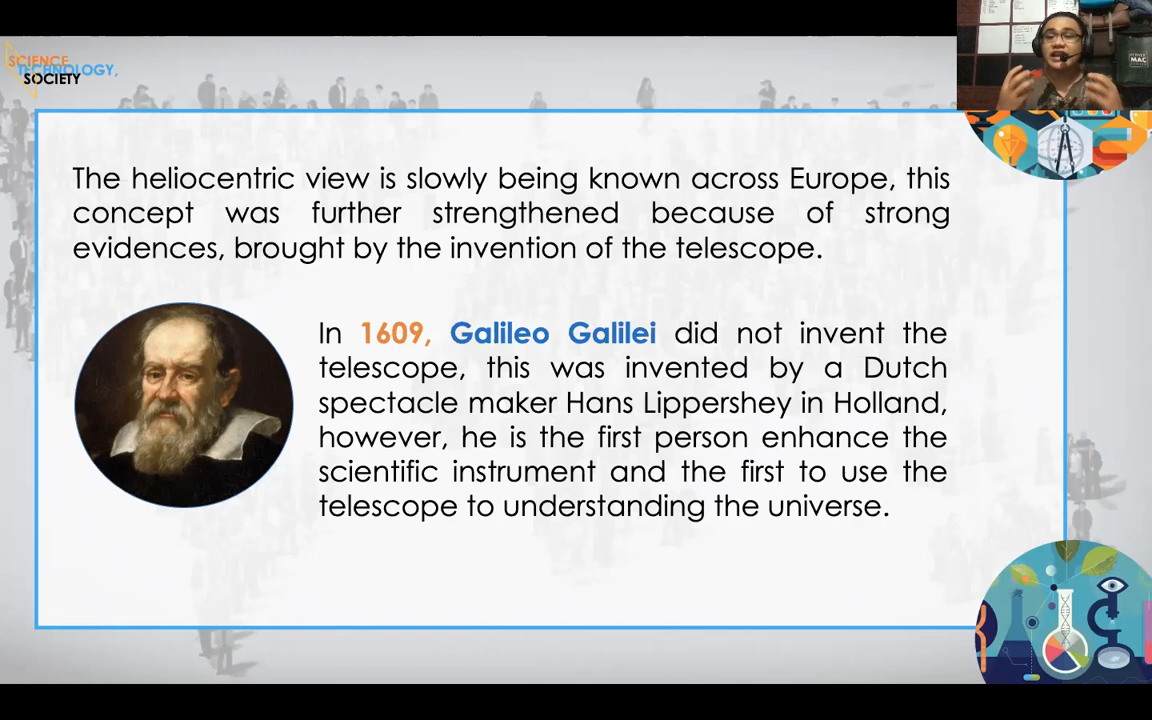 SCIENCE,
TECHNOLOGY,
SOCIETY
The heliocentric view is slowly being known across Europe, this
concept was further strengthened because of strong
evidences, brought by the invention of the telescope.
In 1609, Galileo Galilei did not invent the
telescope, this was invented by a Dutch
spectacle maker Hans Lippershey in Holland,
however, he is the first person enhance the
scientific instrument and the first to use the
telescope to understanding the universe.
MAC